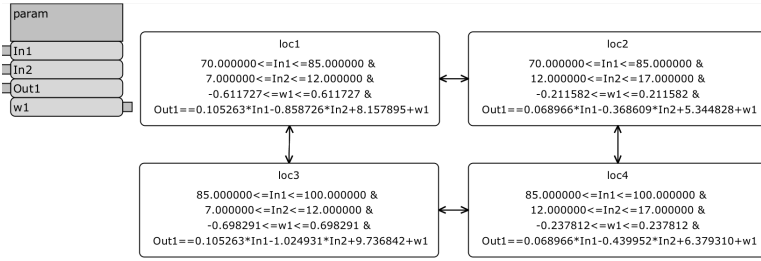 param
In1
In2
Out1
w1
loc1
70.000000<=In1<=85.000000 &
7.000000<=In2<=12.000000 &
-0.611727<=w1<=0.611727 &
Out1==0.105263*In1-0.858726*In2+8.157895+w1
loc2
70.000000<=In1<=85.000000 &
12.000000<=In2<=17.000000 &
-0.211582<=w1<=0.211582 &
Out1==0.068966*In1-0.368609*In2+5.344828+w1
loc3
85.000000<=In1<=100.000000 &
7.000000<=In2<=12.000000 &
-0.698291<=w1<=0.698291 &
Out1==0.105263*In1-1.024931*In2+9.736842+w1
loc4
85.000000<=In1<=100.000000 &
12.000000<=In2<=17.000000 &
-0.237812<=w1<=0.237812 &
Out1==0.068966*In1-0.439952*In2+6.379310+w1